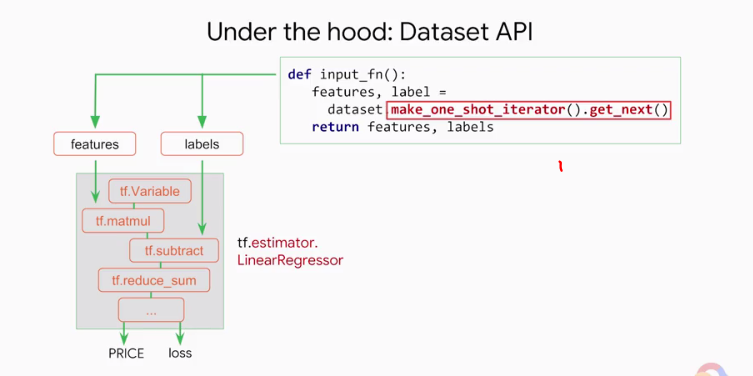 Under the hood: Dataset API
def input_fn():
features, label =
dataset make_one_shot_iterator().get_next()
return features, labels
features
labels
tf.Variable
tf.matmul
tf.subtract
tf.reduce_sum
...
tf.estimator.
LinearRegressor
PRICE
loss